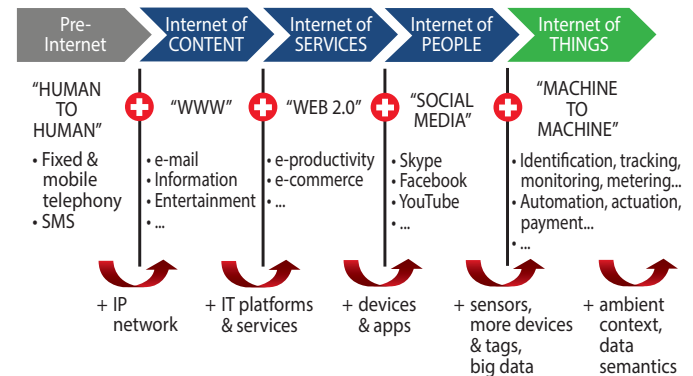 Pre-
Internet
Internet of
CONTENT
Internet of
SERVICES
Internet of
PEOPLE
Internet of
THINGS
“HUMAN
TO
HUMAN”
“WWW”
“WEB 2.0”
“SOCIAL
MEDIA”
“MACHINE
TO
MACHINE”
• Fixed &
mobile
telephony
• SMS
• e-mail
• Information
• Entertainment
• ...
• e-productivity
• e-commerce
• ...
• Skype
• Facebook
• YouTube
• ...
• Identification, tracking,
monitoring, metering...
• Automation, actuation,
payment...
• ...
+ IP
network
+ IT platforms
& services
+ devices
& apps
+ sensors,
more devices
& tags,
big data
+ ambient
context,
data
semantics